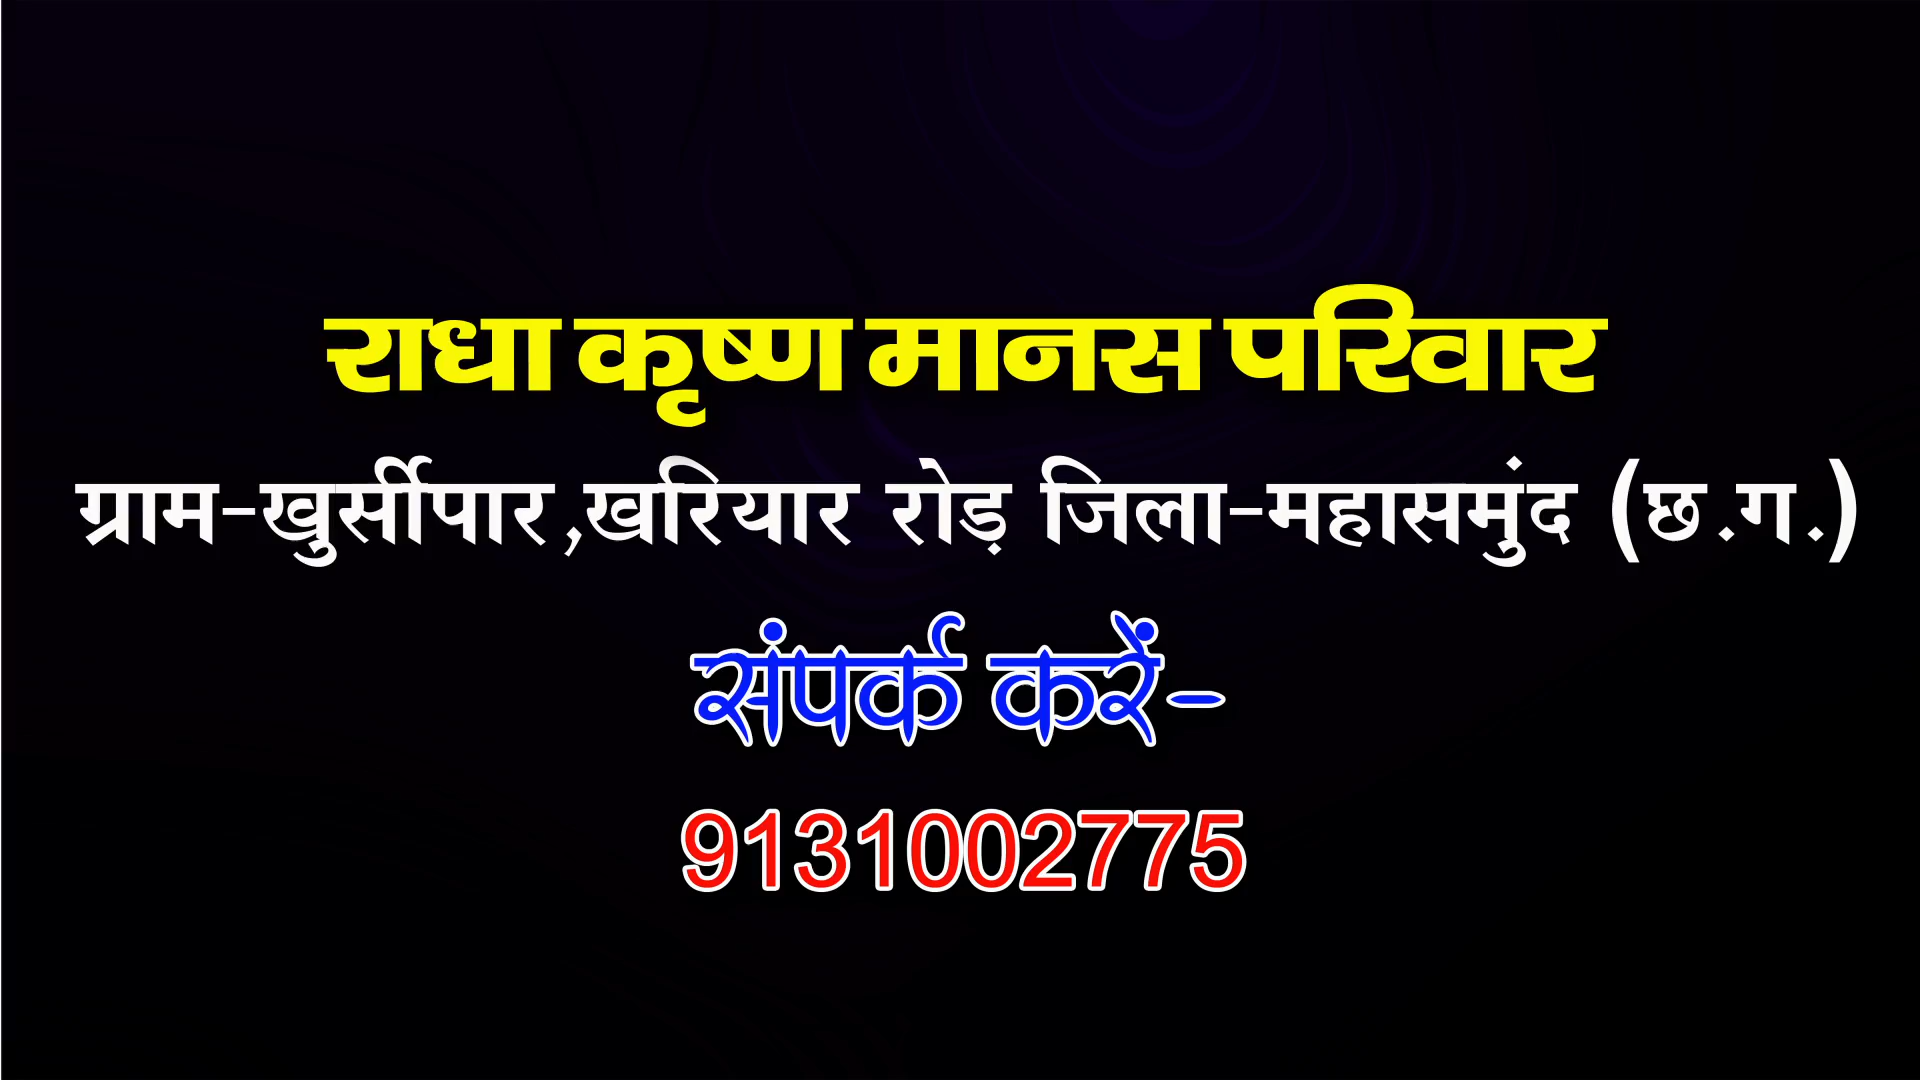 राधा कृष्ण मानस परिवार
ग्राम-खुर्सीपार,खरियार रोड़ जिला-महासमुंद (छ.ग.)
संपर्क करें-
9131002775